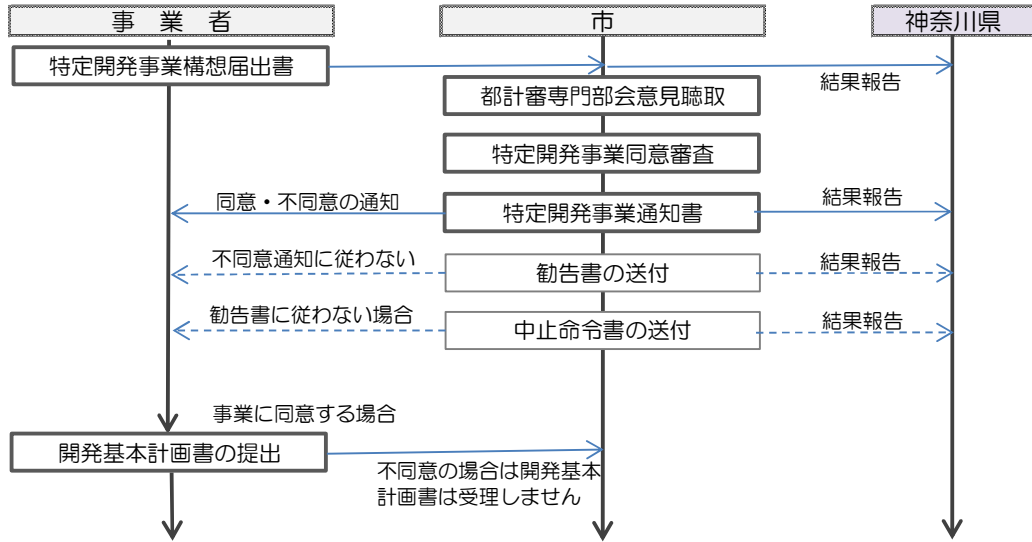 事　業　者
市
神奈川県
特定開発事業構想届出書
結果報告
都計審専門部会意見聴取
特定開発事業同意審査
同意・不同意の通知
特定開発事業通知書
結果報告
不同意通知に従わない
勧告書の送付
結果報告
勧告書に従わない場合
中止命令書の送付
結果報告
事業に同意する場合
開発基本計画書の提出
不同意の場合は開発基本
計画書は受理しません